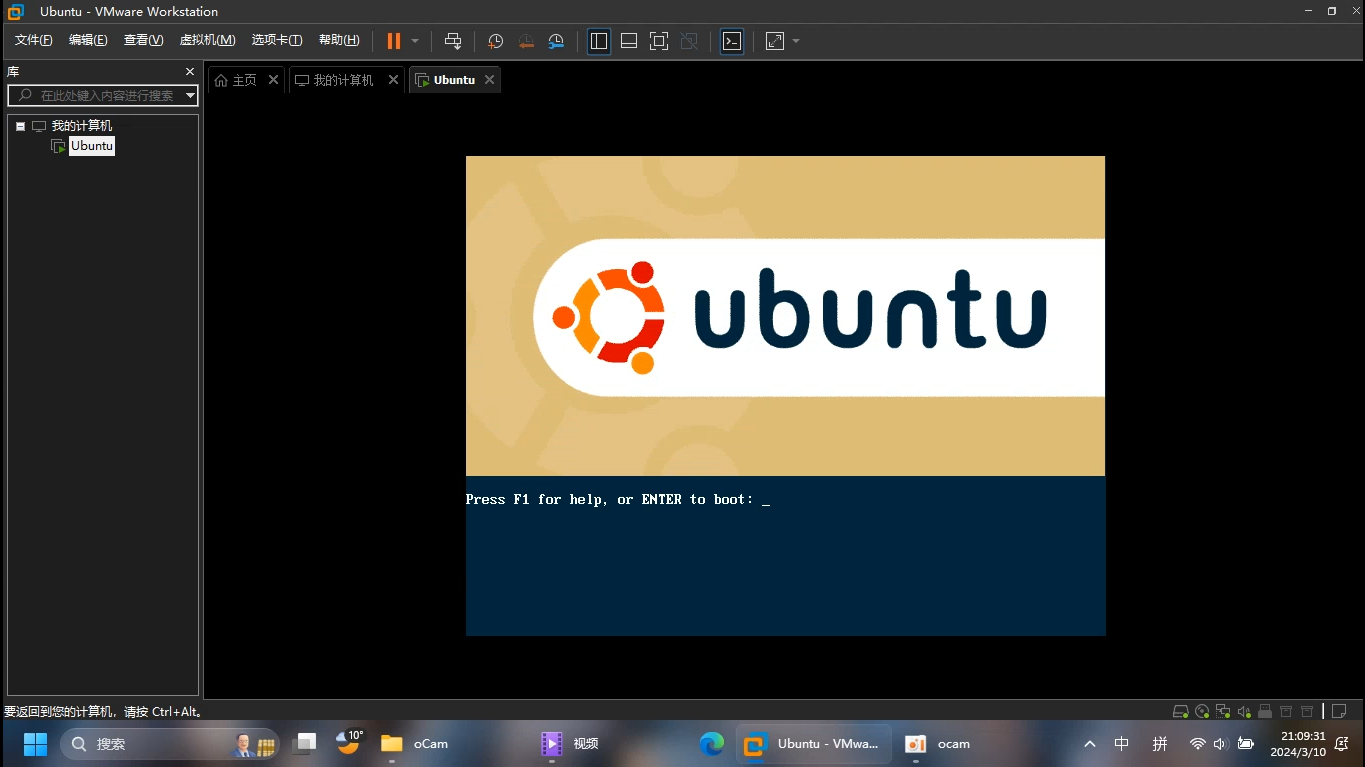 Ubuntu - VMware Workstation
文件(F) 编辑(E) 查看(V) 虚拟机(M) 选项卡(T) 帮助(H)
库
在此处键入内容进行搜索
主页 我的计算机 Ubuntu
我的计算机
Ubuntu
ubuntu
Press F1 for help, or ENTER to boot: _
要返回到您的计算机，请按 Ctrl+Alt。
搜索 10° oCam 视频 Ubuntu - VMwa... ocam 中 拼 21:09:31
2024/3/10